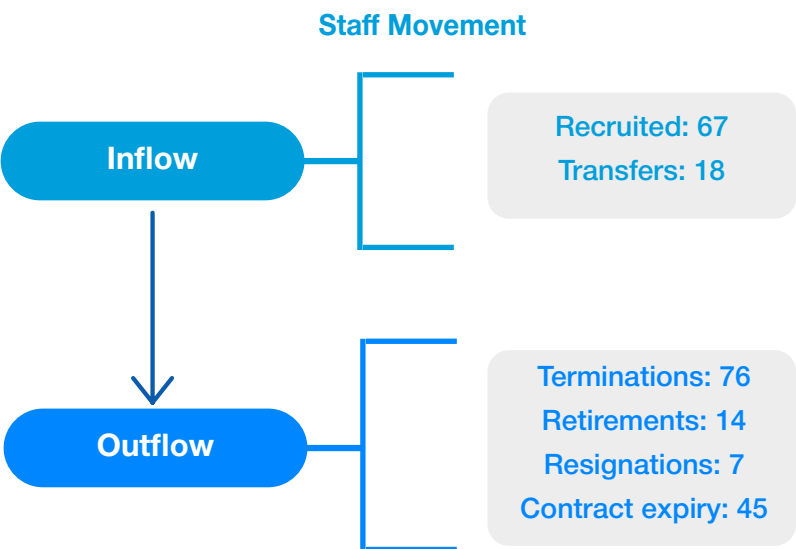 Staff Movement
Inflow
Recruited: 67
Transfers: 18
Outflow
Terminations: 76
Retirements: 14
Resignations: 7
Contract expiry: 45